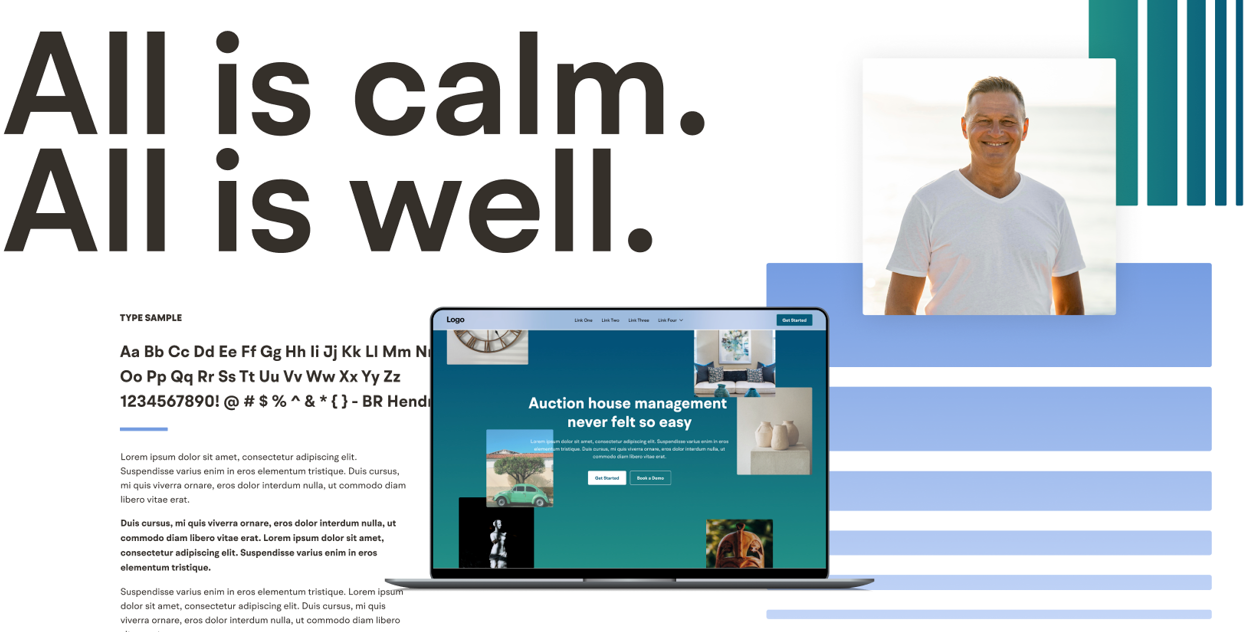 All is calm.
All is well.
TYPE SAMPLE
Aa Bb Cc Dd Ee Ff Gg Hh Ii Jj Kk Ll Mm
Oo Pp Qq Rr Ss Tt Uu Vv Ww Xx Yy Zz
1234567890! @ # $ % ^ & * { } - BR Hendr
Lorem ipsum dolor sit amet, consectetur adipiscing elit.
Suspendisse varius enim in eros elementum tristique. Duis cursus,
mi quis viverra ornare, eros dolor interdum nulla, ut commodo diam
libero vitae erat.
Duis cursus, mi quis viverra ornare, eros dolor interdum nulla, ut
commodo diam libero vitae erat. Lorem ipsum dolor sit amet,
consectetur adipiscing elit. Suspendisse varius enim in eros
elementum tristique.
Suspendisse varius enim in eros elementum tristique. Lorem ipsum
dolor sit amet, consectetur adipiscing elit. Duis cursus, mi quis
viverra ornare, eros dolor interdum nulla, ut commodo diam libero
Logo
Link One Link Two Link Three Link Four
Get Started
Auction house management
never felt so easy
Lorem ipsum dolor sit amet, consectetur adipiscing elit. Suspendisse varius enim in eros
elementum tristique. Duis cursus, mi quis viverra ornare, eros dolor interdum nulla, ut
commodo diam libero vitae erat.
Get Started
Book a Demo